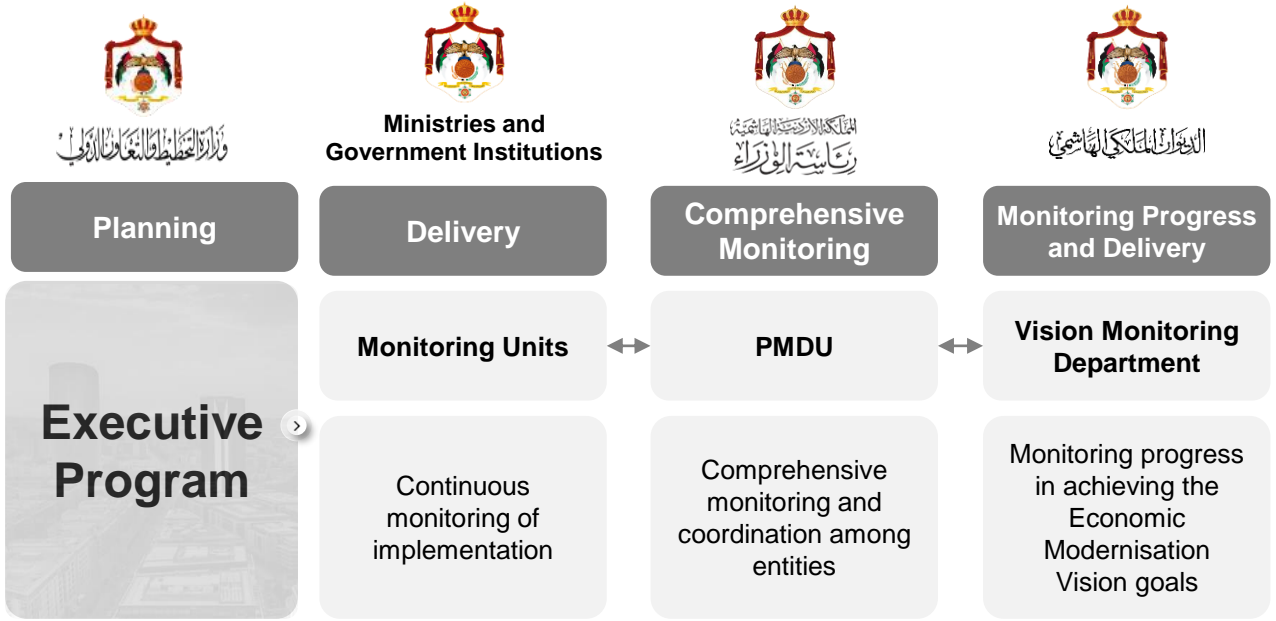 وزارة التخطيط والتعاون الدولي
Ministries and
Government Institutions
المملكة الأردنية الهاشمية
رئاسة الوزراء
الديوان الملكي الهاشمي
Planning
Delivery
Comprehensive
Monitoring
Monitoring Progress
and Delivery
Executive
Program
Monitoring Units
PMDU
Vision Monitoring
Department
Continuous
monitoring of
implementation
Comprehensive
monitoring and
coordination among
entities
Monitoring progress
in achieving the
Economic
Modernisation
Vision goals